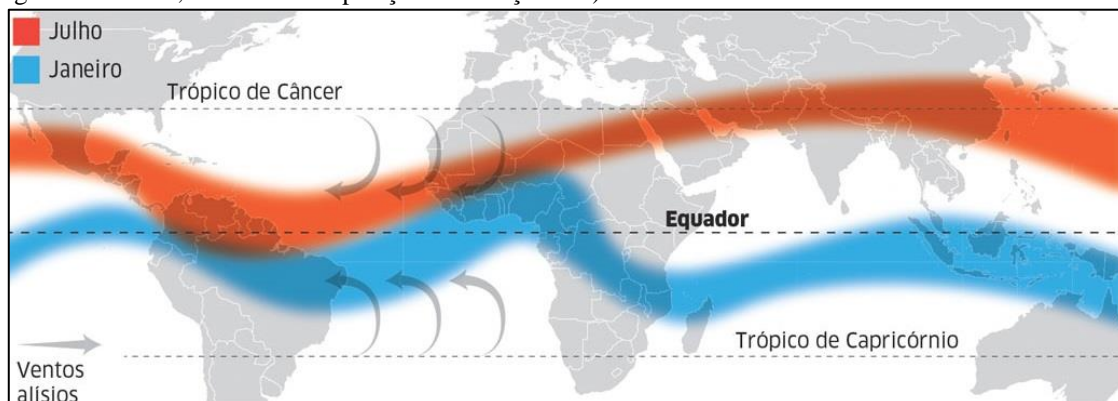 Julho
Janeiro
Trópico de Câncer
Equador
Trópico de Capricórnio
Ventos
alísios